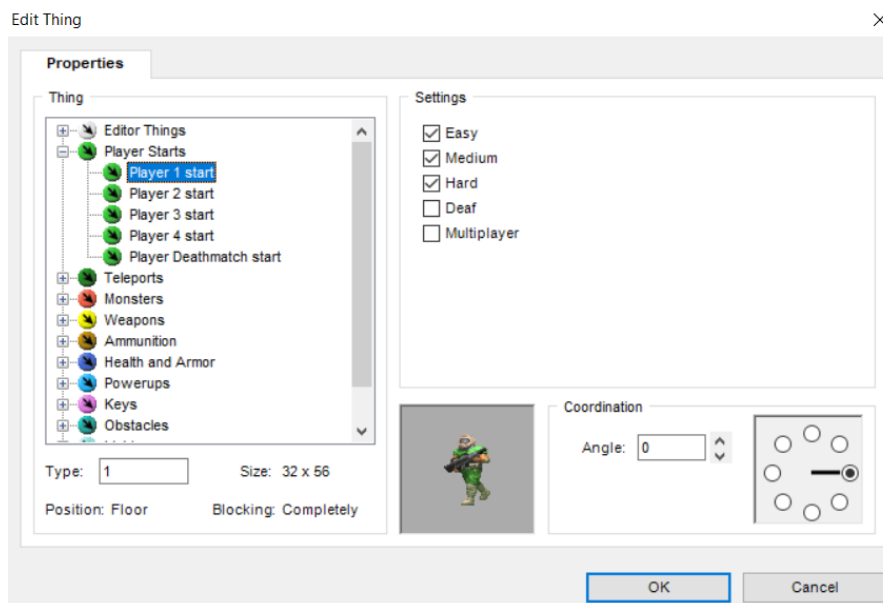 Edit Thing
Properties
Thing
Editor Things
Player Starts
Player 1 start
Player 2 start
Player 3 start
Player 4 start
Player Deathmatch start
Teleports
Monsters
Weapons
Ammunition
Health and Armor
Powerups
Keys
Obstacles
Type: 1 Size: 32 x 56
Position: Floor Blocking: Completely
Settings
Easy
Medium
Hard
Deaf
Multiplayer
Coordination
Angle: 0
OK Cancel